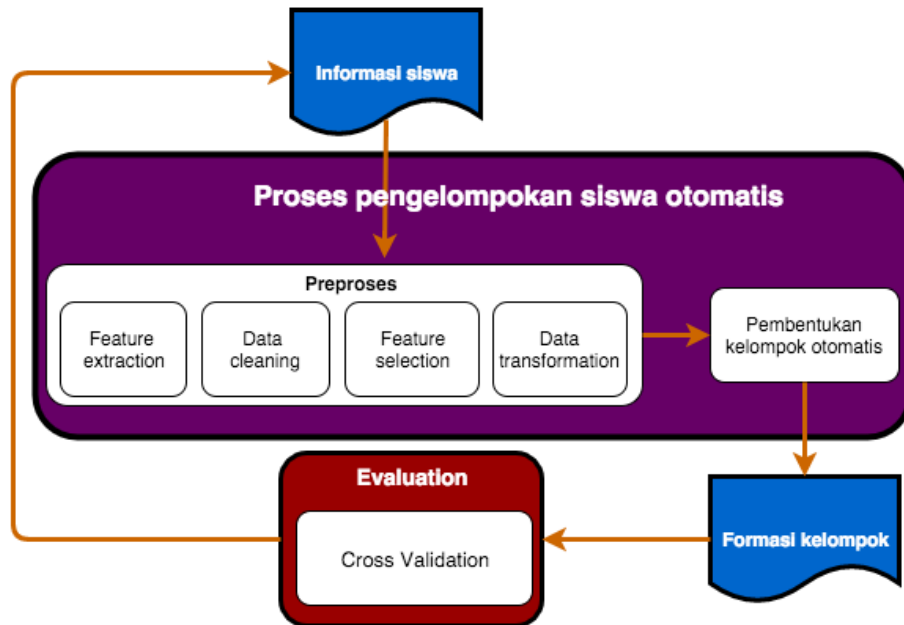 Informasi siswa
Proses pengelompokan siswa otomatis
Preproses
Feature
extraction
Data
cleaning
Feature
selection
Data
transformation
Pembentukan
kelompok otomatis
Evaluation
Cross Validation
Formasi kelompok